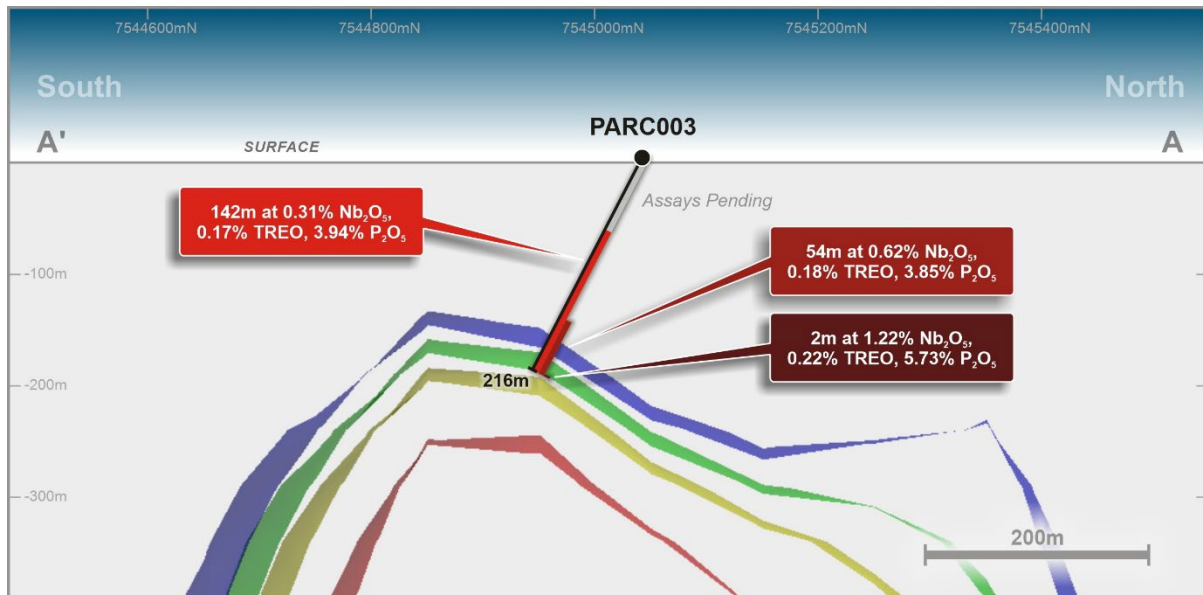 7544600mN
7544800mN
7545000mN
7545200mN
7545400mN
South
North
PARC003
A'
SURFACE
A
Assays Pending
142m at 0.31% Nb₂O₅,
0.17% TREO, 3.94% P₂O₅
54m at 0.62% Nb₂O₅,
0.18% TREO, 3.85% P₂O₅
-100m
2m at 1.22% Nb₂O₅,
0.22% TREO, 5.73% P₂O₅
216m
-200m
-300m
200m